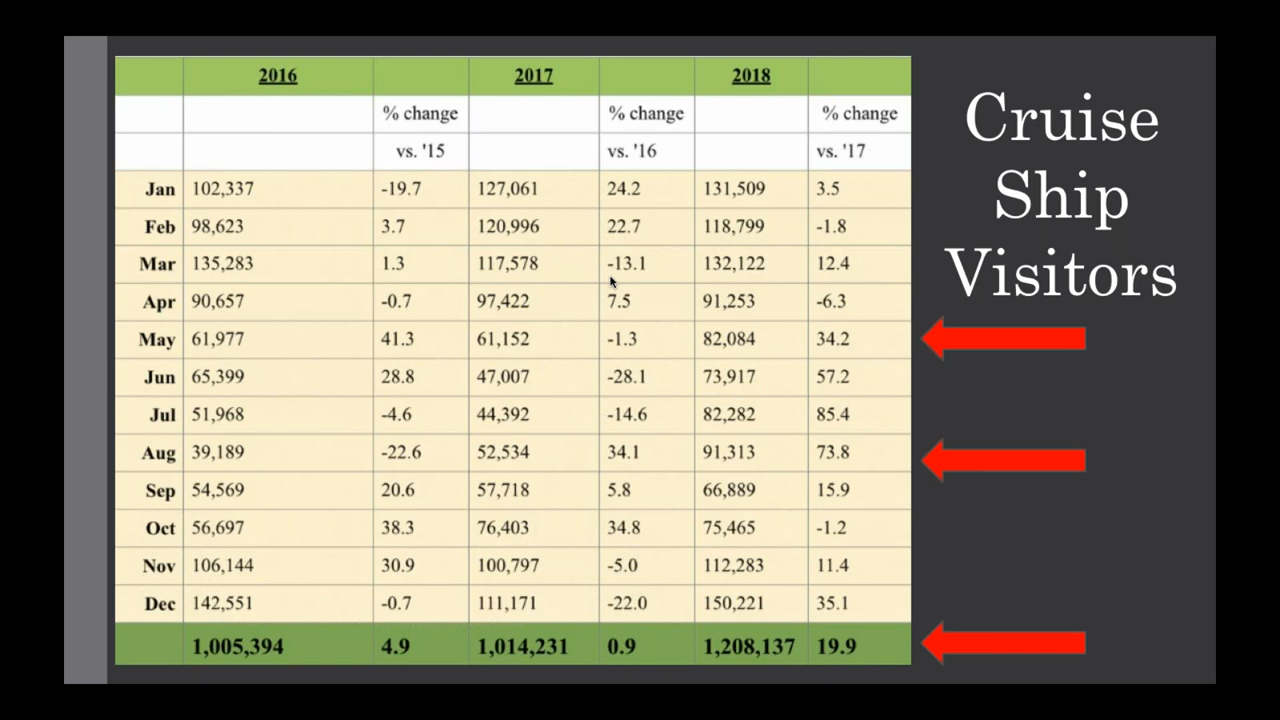 2016 2017 2018
% change % change % change
vs. '15 vs. '16 vs. '17
Jan 102,337 -19.7 127,061 24.2 131,509 3.5
Feb 98,623 3.7 120,996 22.7 118,799 -1.8
Mar 135,283 1.3 117,578 -13.1 132,122 12.4
Apr 90,657 -0.7 97,422 7.5 91,253 -6.3
May 61,977 41.3 61,152 -1.3 82,084 34.2
Jun 65,399 28.8 47,007 -28.1 73,917 57.2
Jul 51,968 -4.6 44,392 -14.6 82,282 85.4
Aug 39,189 -22.6 52,534 34.1 91,313 73.8
Sep 54,569 20.6 57,718 5.8 66,889 15.9
Oct 56,697 38.3 76,403 34.8 75,465 -1.2
Nov 106,144 30.9 100,797 -5.0 112,283 11.4
Dec 142,551 -0.7 111,171 -22.0 150,221 35.1
1,005,394 4.9 1,014,231 0.9 1,208,137 19.9
Cruise
Ship
Visitors